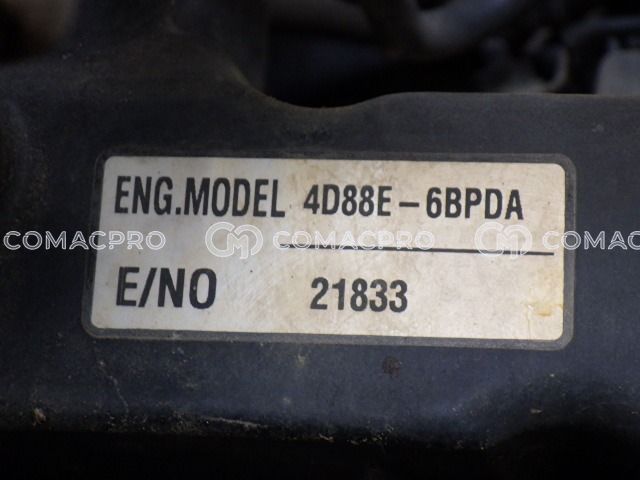 ENG.MODEL 4D88E-6BPDA
COMACPRO COMACPRO COMACPRO
E/NO 21833